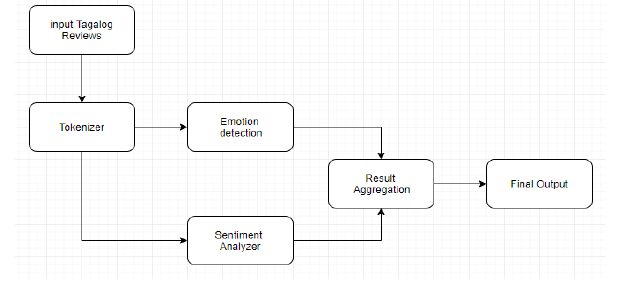 input Tagalog
Reviews
Tokenizer
Emotion
detection
Result
Aggregation
Final Output
Sentiment
Analyzer